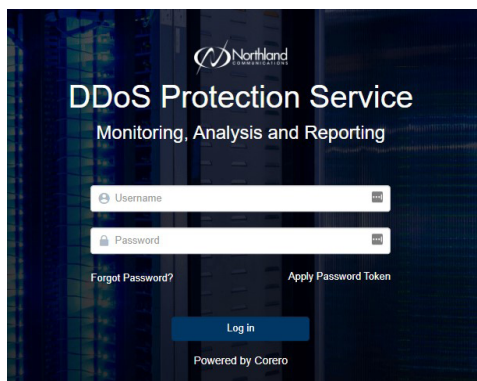 Northland
COMMUNICATIONS
DDoS Protection Service
Monitoring, Analysis and Reporting
Username
Password
Forgot Password? Apply Password Token
Log in
Powered by Corero